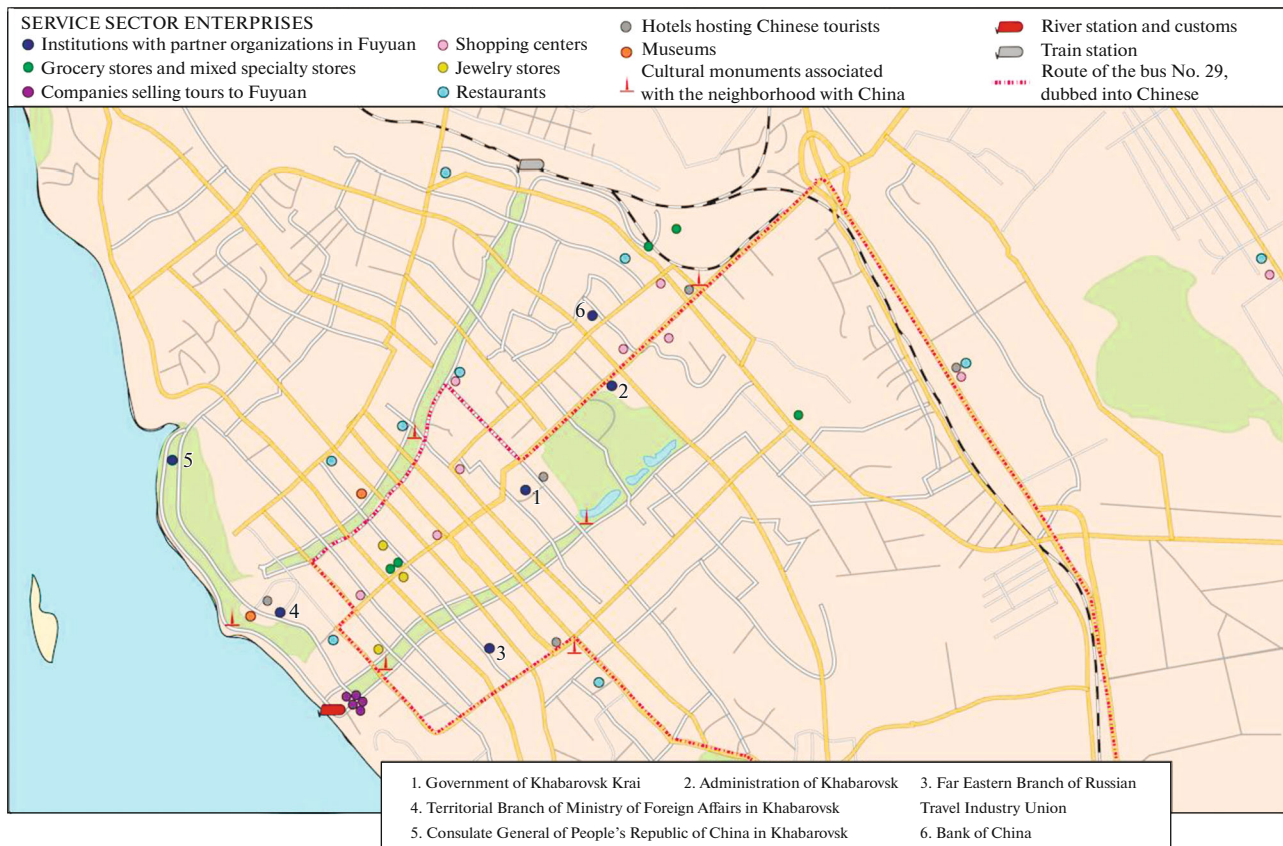 SERVICE SECTOR ENTERPRISES
Institutions with partner organizations in Fuyuan
Grocery stores and mixed specialty stores
Companies selling tours to Fuyuan
Shopping centers
Jewelry stores
Restaurants
Hotels hosting Chinese tourists
Museums
Cultural monuments associated
with the neighborhood with China
River station and customs
Train station
Route of the bus No. 29,
dubbed into Chinese
6
2
5
1
4
3
1. Government of Khabarovsk Krai
2. Administration of Khabarovsk
3. Far Eastern Branch of Russian
Travel Industry Union
4. Territorial Branch of Ministry of Foreign Affairs in Khabarovsk
5. Consulate General of People's Republic of China in Khabarovsk
6. Bank of China